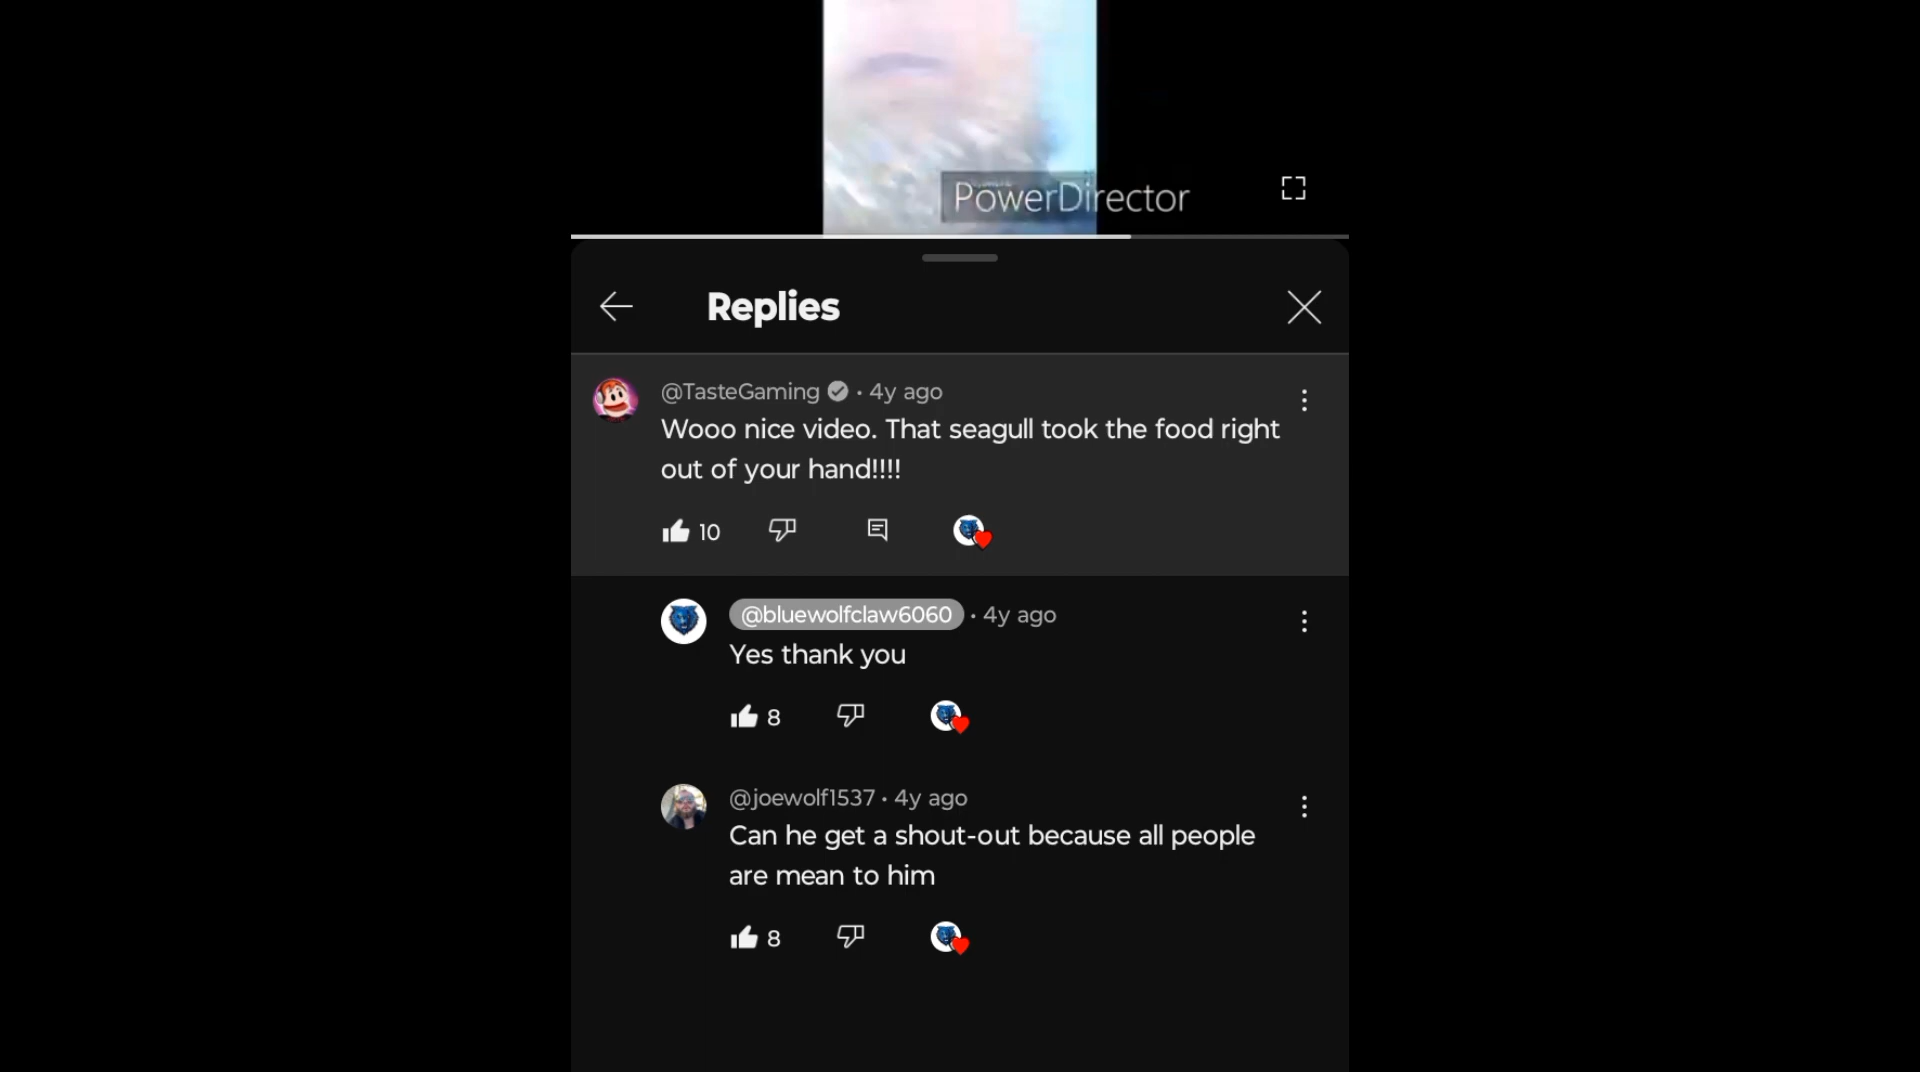 PowerDirector
Replies
@TasteGaming • 4y ago
Wooo nice video. That seagull took the food right
out of your hand!!!!
10
@bluewolfclaw6060 • 4y ago
Yes thank you
8
@joewolf1537 • 4y ago
Can he get a shout-out because all people
are mean to him
8